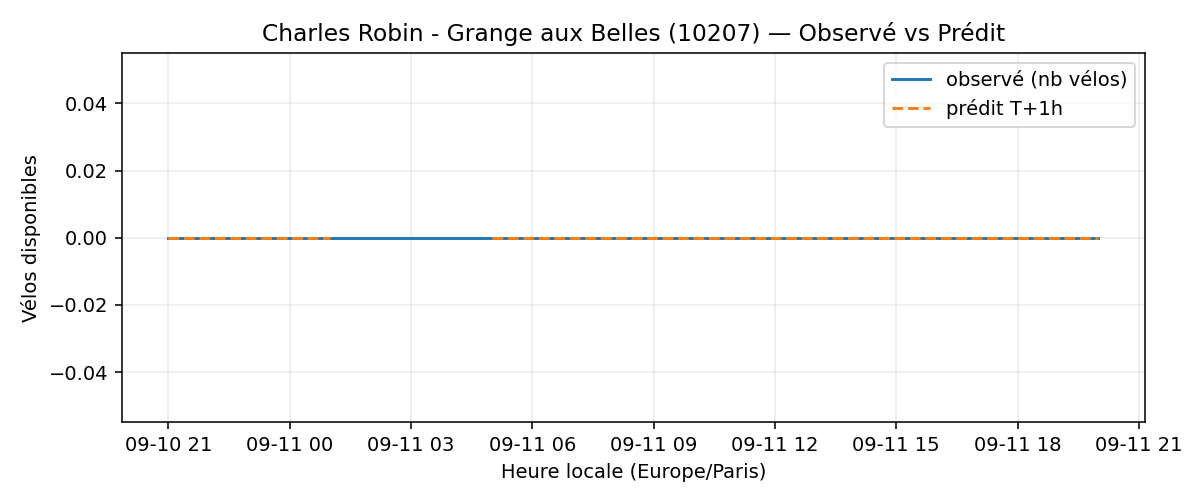 Charles Robin - Grange aux Belles (10207) — Observé vs Prédit
observé (nb vélos)
prédit T+1h
Vélos disponibles
0.04
0.02
0.00
−0.02
−0.04
09-10 21 09-11 00 09-11 03 09-11 06 09-11 09 09-11 12 09-11 15 09-11 18 09-11 21
Heure locale (Europe/Paris)